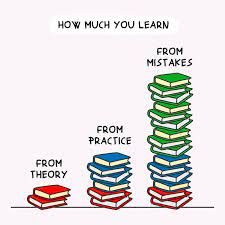 HOW MUCH YOU LEARN
FROM
MISTAKES
FROM
PRACTICE
FROM
THEORY